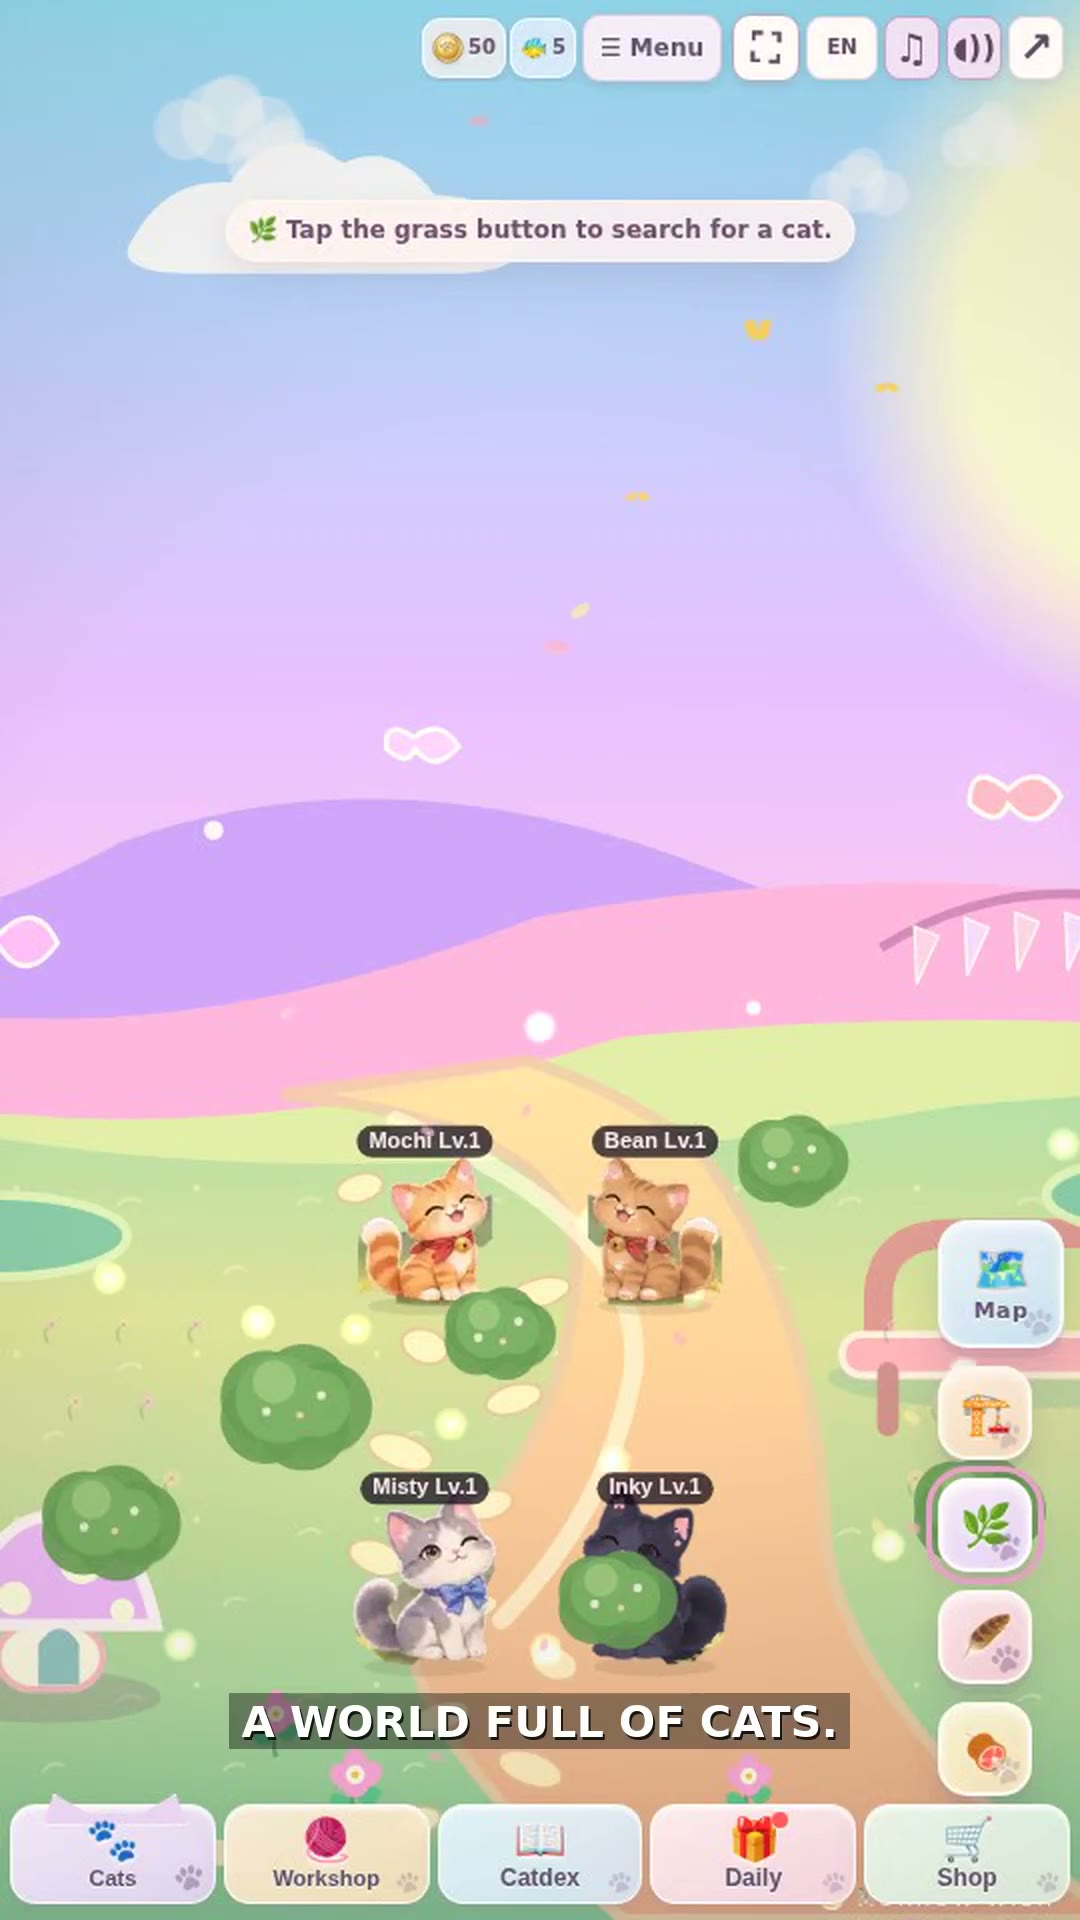 50
5
☰ Menu
EN
Tap the grass button to search for a cat.
Mochi Lv.1
Bean Lv.1
Map
Misty Lv.1
Inky Lv.1
A WORLD FULL OF CATS.
Cats
Workshop
Catdex
Daily
Shop